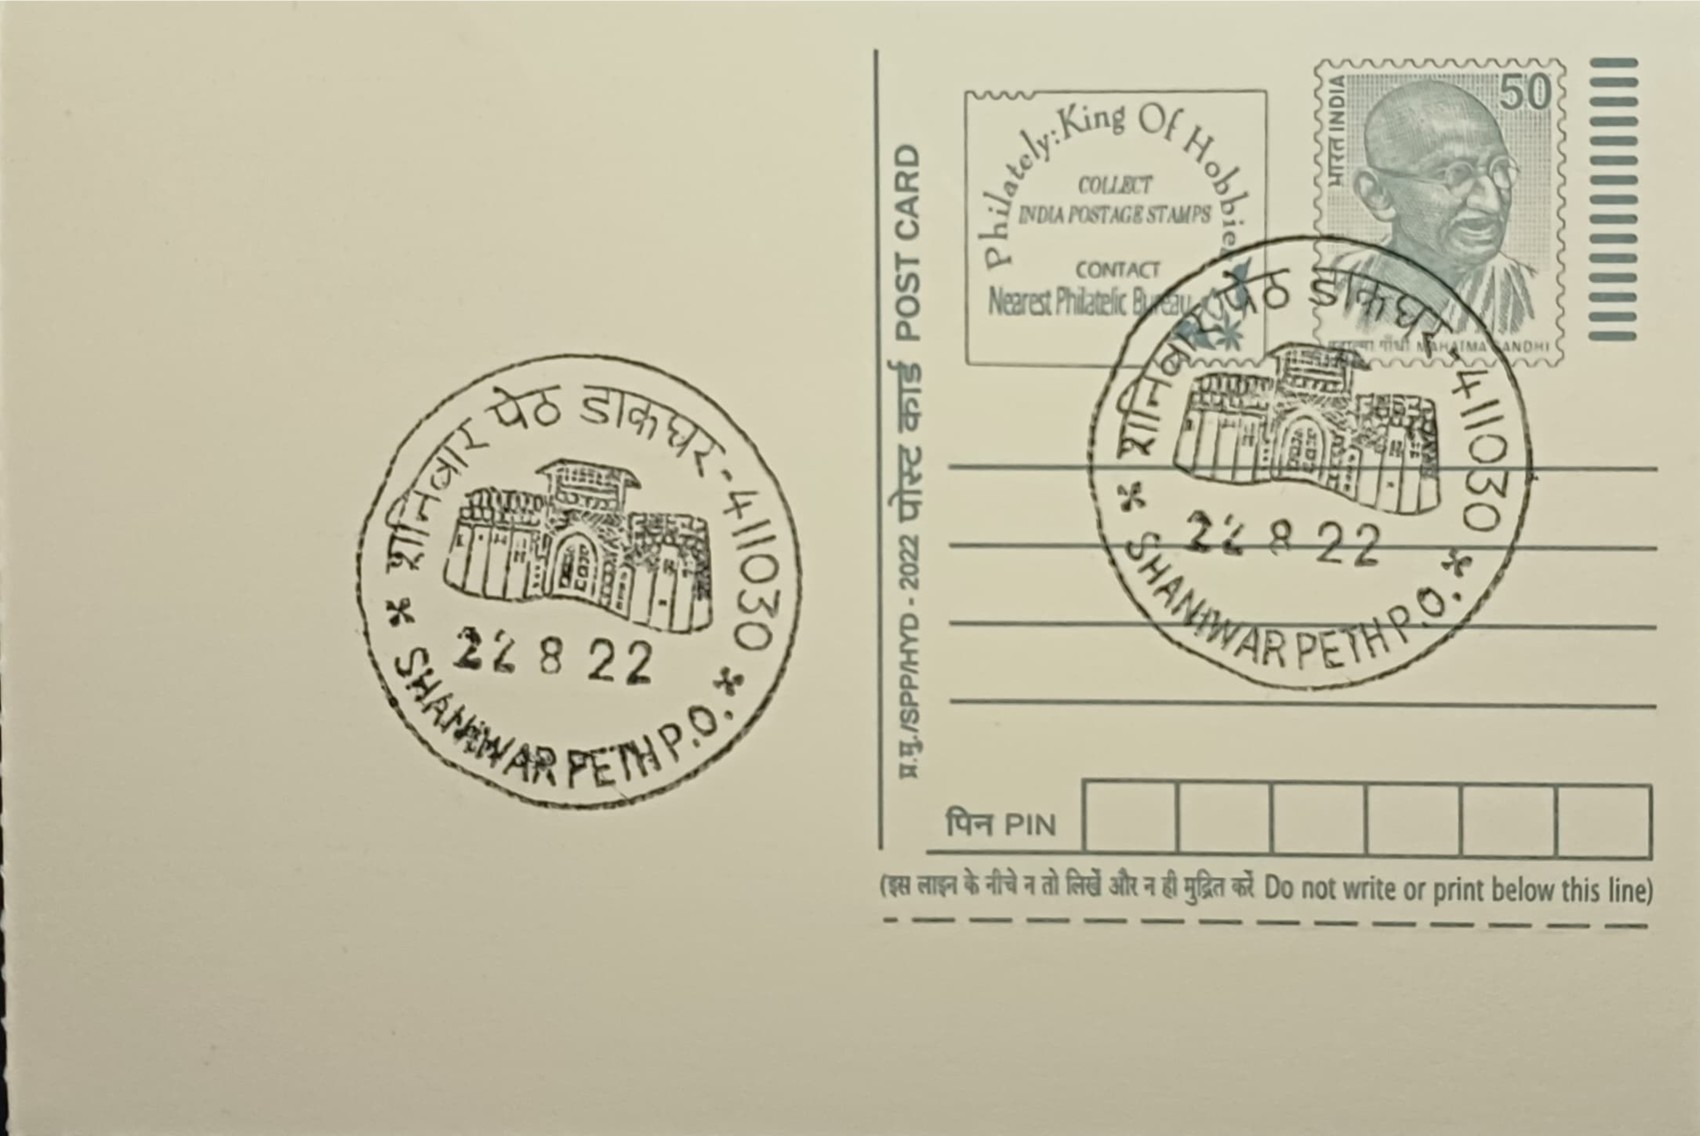 शनिवार पेठ डाकघर-411030
22 8 22
SHANIWAR PETH P.O.
प्र.मु./SPP/HYD - 2022 पोस्ट कार्ड POST CARD
Philately: King Of Hobbies
COLLECT
INDIA POSTAGE STAMPS
CONTACT
Nearest Philatelic Bureau
भारत INDIA
50
महात्मा गाँधी MAHATMA GANDHI
शनिवार पेठ डाकघर-411030
22 8 22
SHANIWAR PETH P.O.
पिन PIN
(इस लाइन के नीचे न तो लिखें और न ही मुद्रित करें Do not write or print below this line)